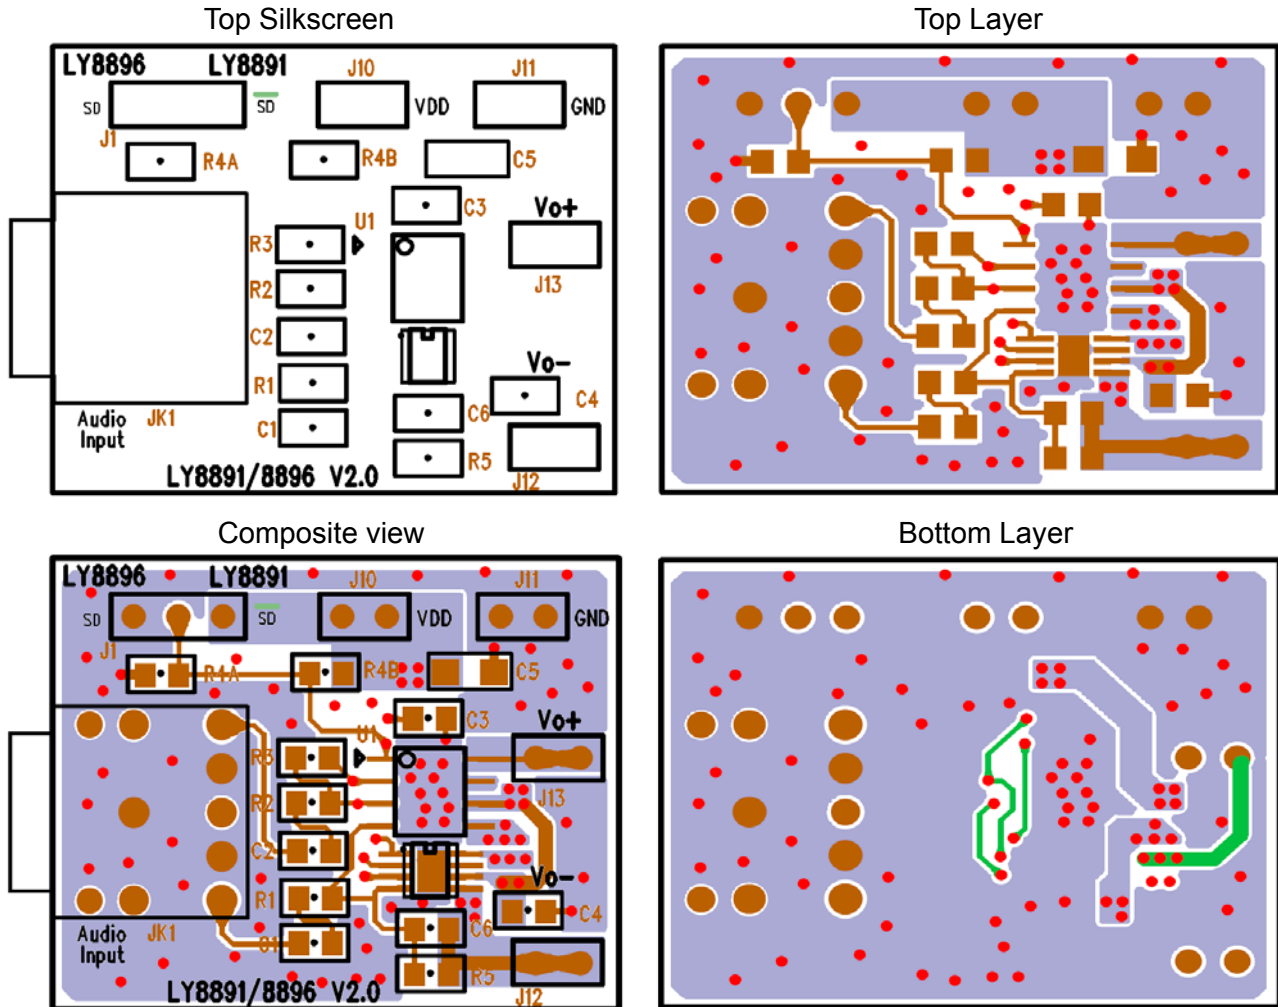 Top Silkscreen
Top Layer
LY8896 LY8891 J10 J11
SD SD VDD GND
J1 R4A R4B C5
C3 Vo+
R3 U1
R2 J13
C2
Vo-
R1 C4
Audio Input JK1 C1 C6
R5
LY8891/8896 V2.0 J12
Composite view
Bottom Layer
LY8896 LY8891 J10 J11
SD SD VDD GND
J1 R4A R4B C5
C3 Vo+
R3 U1
R2 J13
C2
Vo-
R1 C4
Audio Input JK1 C1 C6
R5
LY8891/8896 V2.0 J12